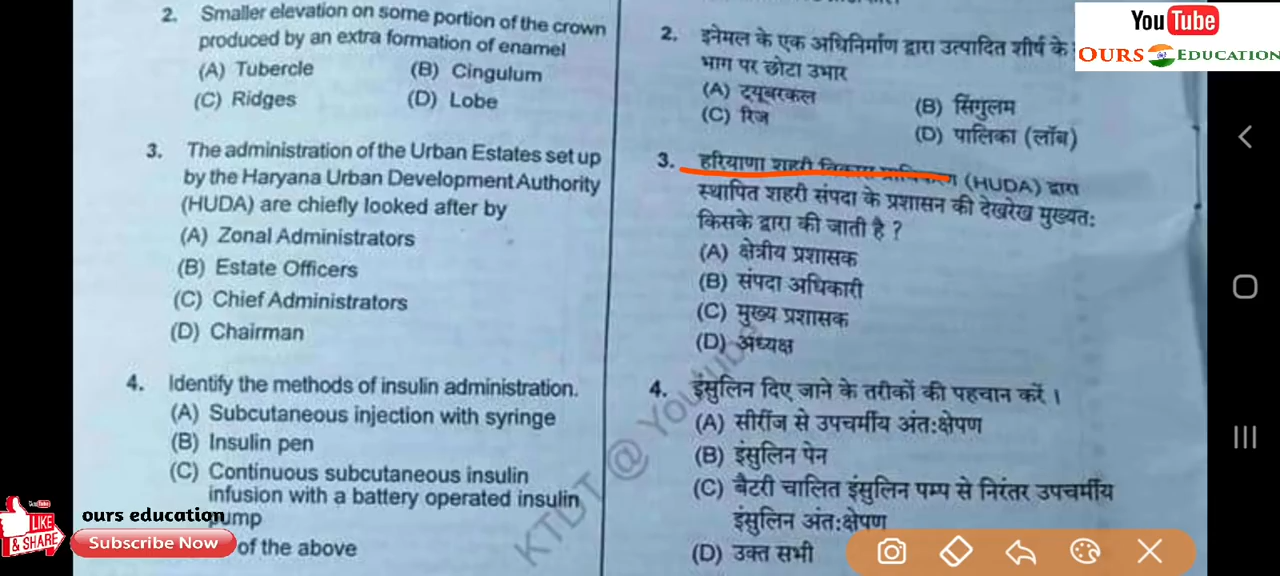 2. Smaller elevation on some portion of the crown
produced by an extra formation of enamel
(A) Tubercle (B) Cingulum
(C) Ridges (D) Lobe
3. The administration of the Urban Estates set up
by the Haryana Urban Development Authority
(HUDA) are chiefly looked after by
(A) Zonal Administrators
(B) Estate Officers
(C) Chief Administrators
(D) Chairman
4. Identify the methods of insulin administration.
(A) Subcutaneous injection with syringe
(B) Insulin pen
(C) Continuous subcutaneous insulin
infusion with a battery operated insulin
pump
of the above
2. इनेमल के एक अधिनिर्माण द्वारा उत्पादित शीर्ष के
भाग पर छोटा उभार
(A) ट्यूबरकल (B) सिंगुलम
(C) रिज (D) पालिका (लॉब)
3. हरियाणा शहरी विकास प्राधिकरण (HUDA) द्वारा
स्थापित शहरी संपदा के प्रशासन की देखरेख मुख्यत:
किसके द्वारा की जाती है ?
(A) क्षेत्रीय प्रशासक
(B) संपदा अधिकारी
(C) मुख्य प्रशासक
(D) अध्यक्ष
4. इंसुलिन दिए जाने के तरीकों की पहचान करें ।
(A) सीरींज से उपचर्मीय अंत:क्षेपण
(B) इंसुलिन पेन
(C) बैटरी चालित इंसुलिन पम्प से निरंतर उपचर्मीय
इंसुलिन अंत:क्षेपण
(D) उक्त सभी
KTDT @ Youtube
YouTube
OURS EDUCATION
LIKE
& SHARE
ours education
Subscribe Now